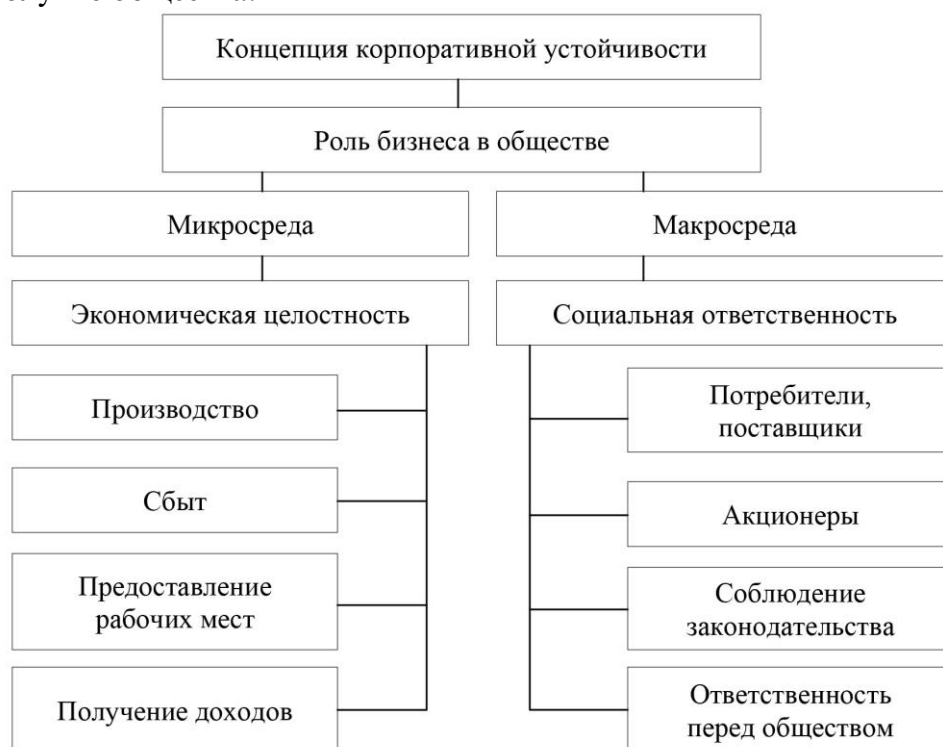 Концепция корпоративной устойчивости
Роль бизнеса в обществе
Микросреда
Макросреда
Экономическая целостность
Социальная ответственность
Производство
Потребители,
поставщики
Сбыт
Акционеры
Предоставление
рабочих мест
Соблюдение
законодательства
Получение доходов
Ответственность
перед обществом